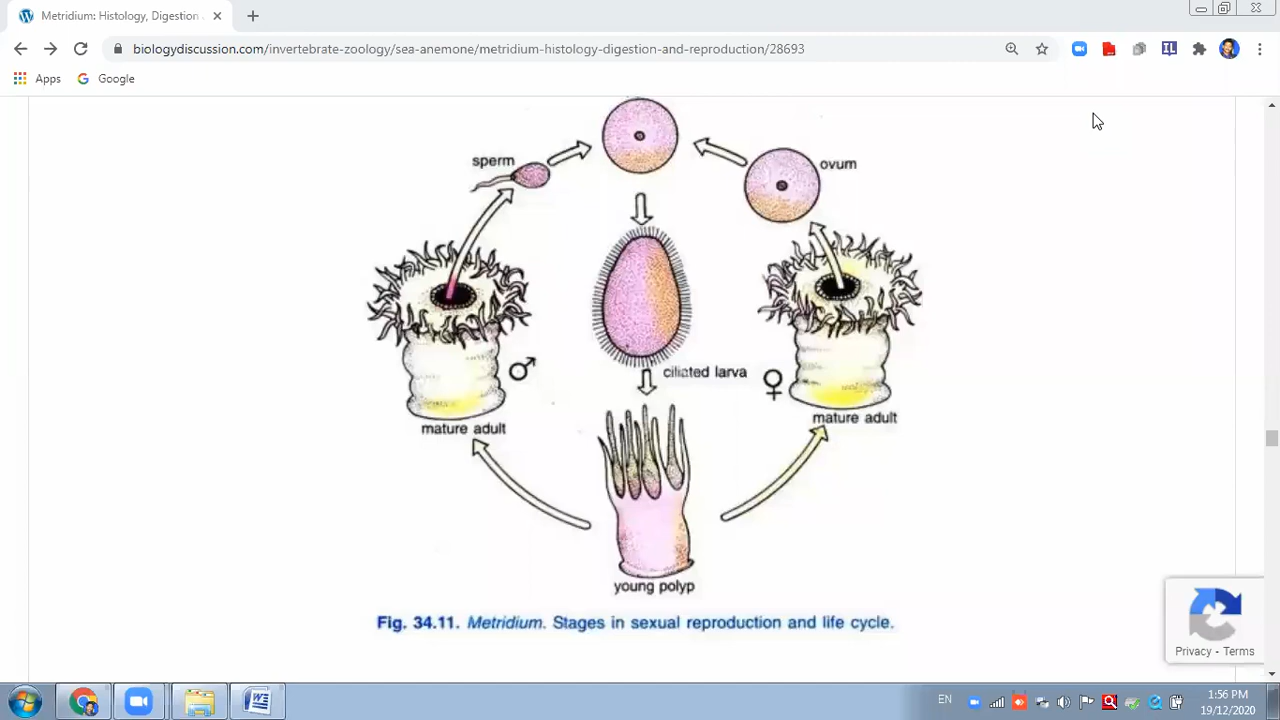 Metridium: Histology, Digestion
biologydiscussion.com/invertebrate-zoology/sea-anemone/metridium-histology-digestion-and-reproduction/28693
Apps
Google
sperm
ovum
ciliated larva
♂
♀
mature adult
mature adult
young polyp
Fig. 34.11. Metridium. Stages in sexual reproduction and life cycle.
Privacy - Terms
EN
1:56 PM
19/12/2020